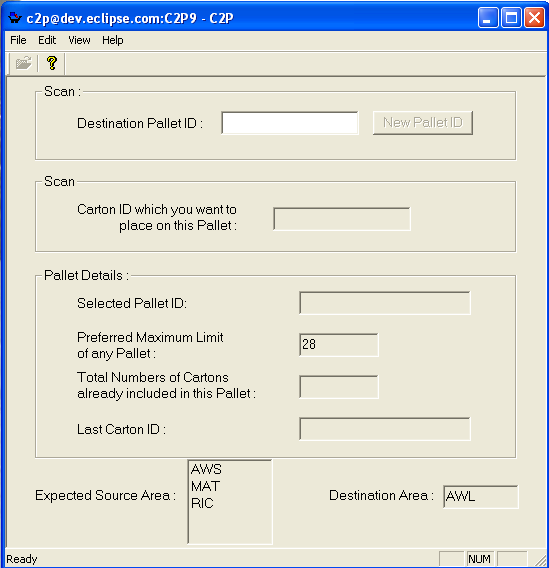 c2p@dev.eclipse.com:C2P9 - C2P
File Edit View Help
Scan :
Destination Pallet ID : New Pallet ID
Scan
Carton ID which you want to
place on this Pallet :
Pallet Details :
Selected Pallet ID:
Preferred Maximum Limit
of any Pallet : 28
Total Numbers of Cartons
already included in this Pallet :
Last Carton ID :
AWS
MAT
RIC
Expected Source Area : Destination Area : AWL
Ready NUM